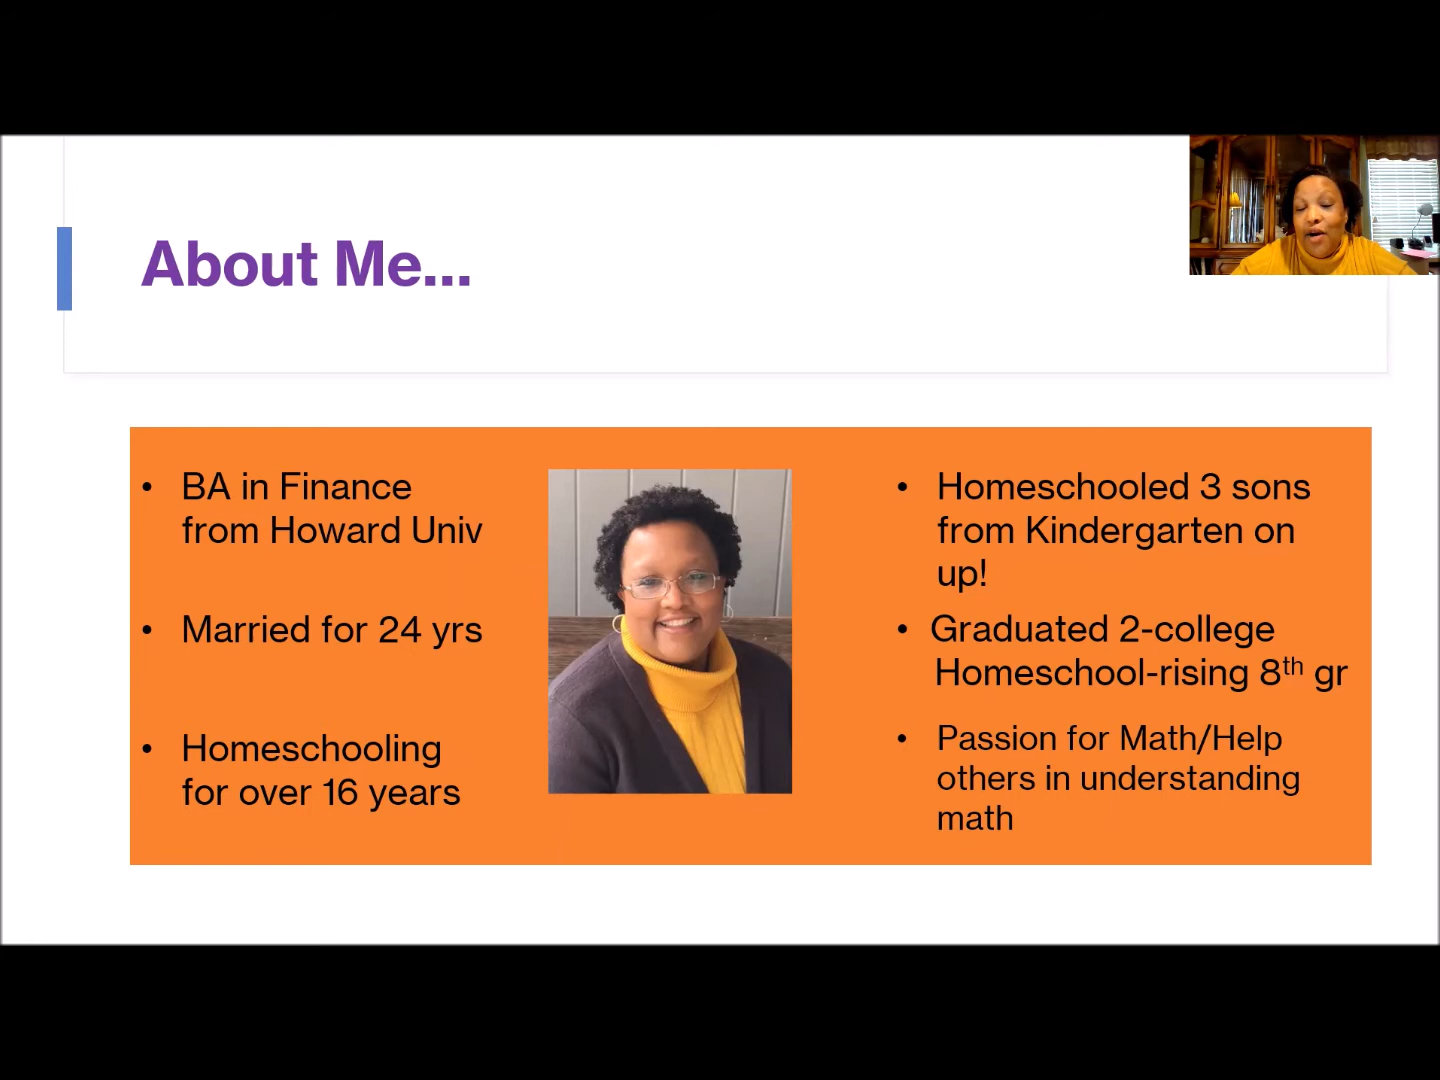 About Me...
• BA in Finance
from Howard Univ
• Married for 24 yrs
• Homeschooling
for over 16 years
• Homeschooled 3 sons
from Kindergarten on
up!
• Graduated 2-college
Homeschool-rising 8th gr
• Passion for Math/Help
others in understanding
math